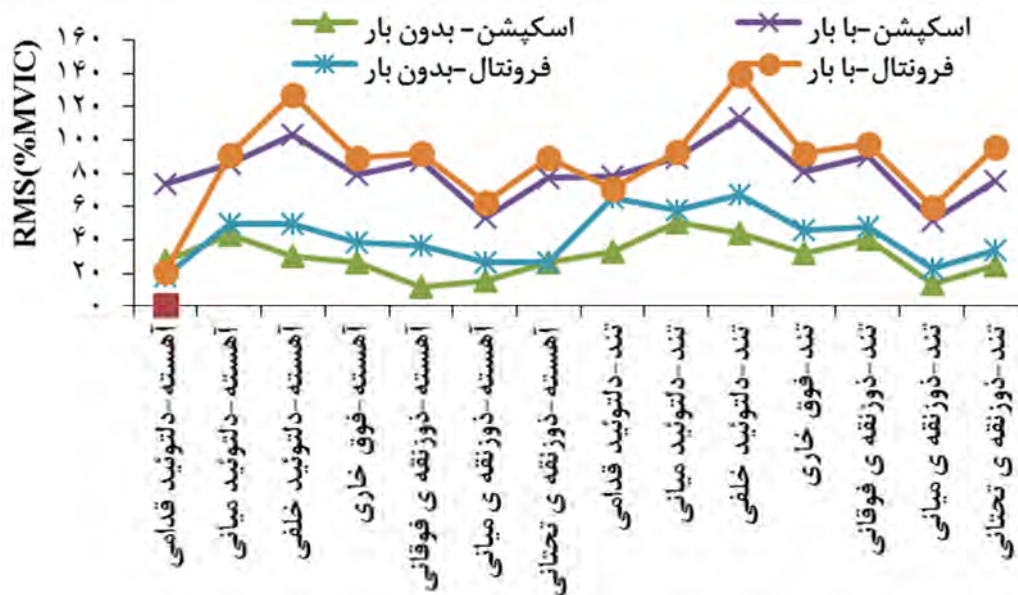 اسکپشن- بدون بار
اسکپشن-با بار
فرونتال-بدون بار
فرونتال-با بار
RMS(%MVIC)
۱۶۰
۱۴۰
۱۲۰
۱۰۰
۸۰
۶۰
۴۰
۲۰
۰
آهسته-دلتوئید قدامی
آهسته-دلتوئید میانی
آهسته-دلتوئید خلفی
آهسته-فوق خاری
آهسته-ذوزنقه ی فوقانی
آهسته-ذوزنقه ی میانی
آهسته-ذوزنقه ی تحتانی
تند-دلتوئید قدامی
تند-دلتوئید میانی
تند-دلتوئید خلفی
تند-فوق خاری
تند-ذوزنقه ی فوقانی
تند-ذوزنقه ی میانی
تند-ذوزنقه ی تحتانی